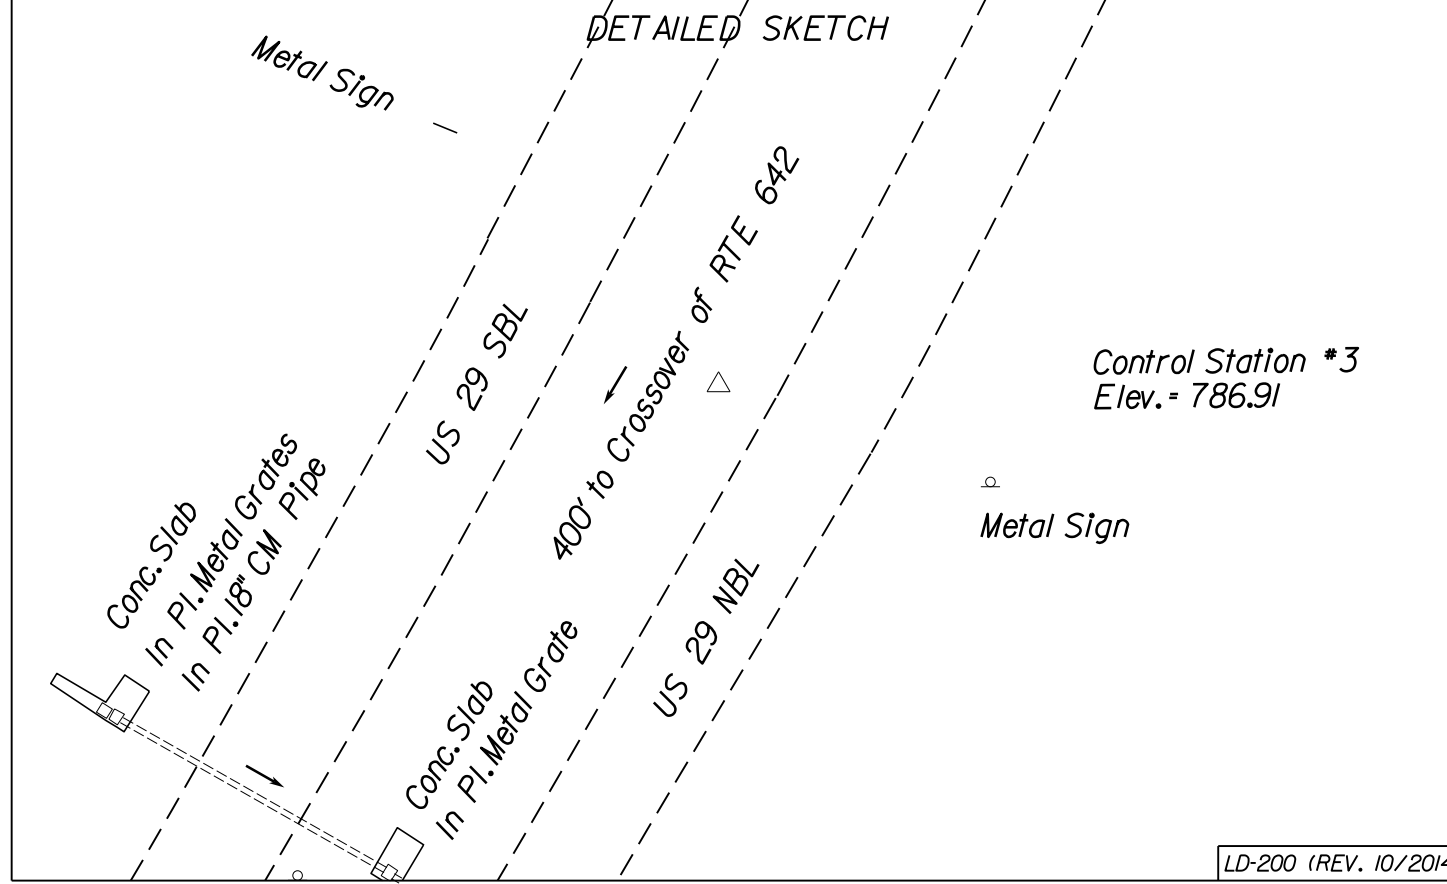 DETAILED SKETCH
Metal Sign
400' to Crossover of RTE 642
US 29 SBL
Control Station #3
Elev.= 786.91
Metal Sign
Conc. Slab
In Pl. Metal Grates
In Pl. 18" CM Pipe
US 29 NBL
Conc. Slab
In Pl. Metal Grate
LD-200 (REV. 10/2014